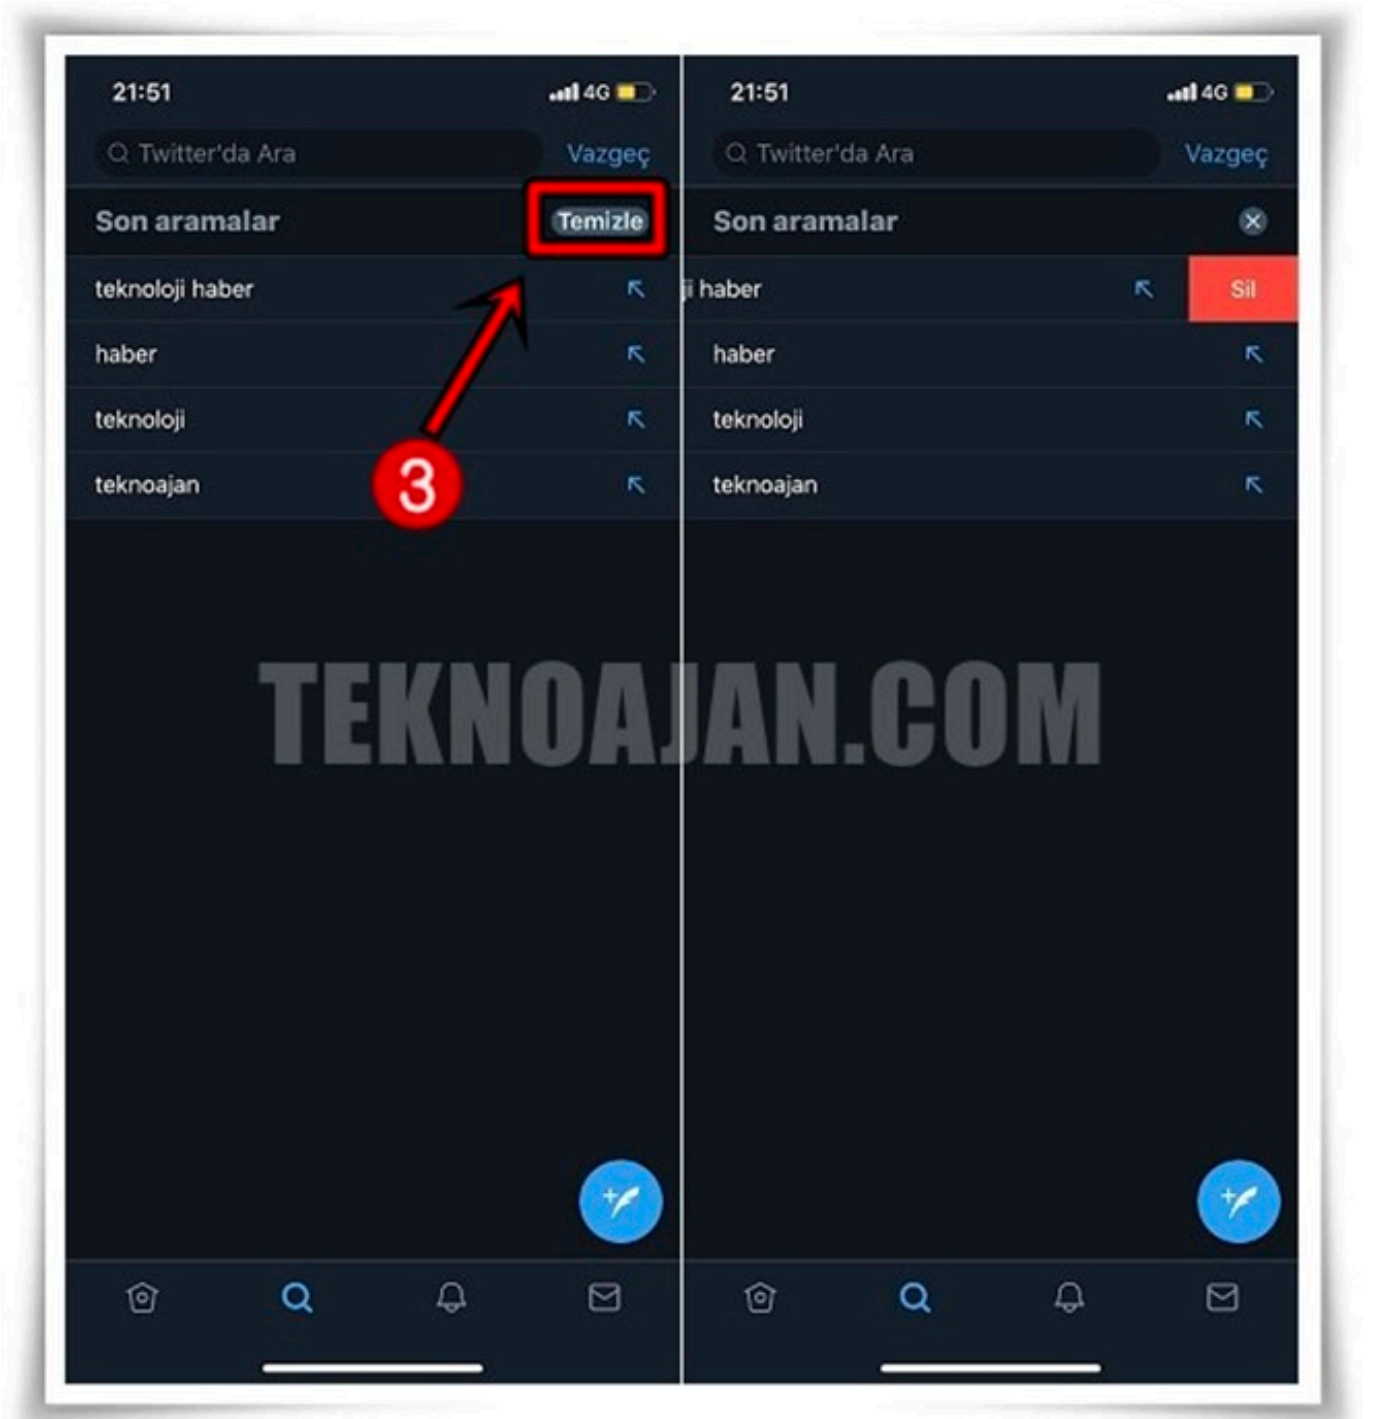 21:51
4G
Twitter'da Ara
Vazgeç
Son aramalar
Temizle
teknoloji haber
haber
teknoloji
3
teknoajan
21:51
4G
Twitter'da Ara
Vazgeç
Son aramalar
ji haber
Sil
haber
teknoloji
teknoajan
TEKNOAJAN.COM